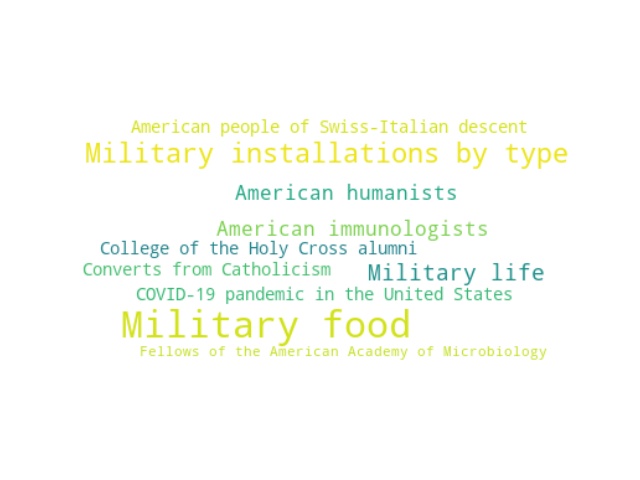 American people of Swiss-Italian descent
Military installations by type
American humanists
American immunologists
College of the Holy Cross alumni
Converts from Catholicism
Military life
COVID-19 pandemic in the United States
Military food
Fellows of the American Academy of Microbiology